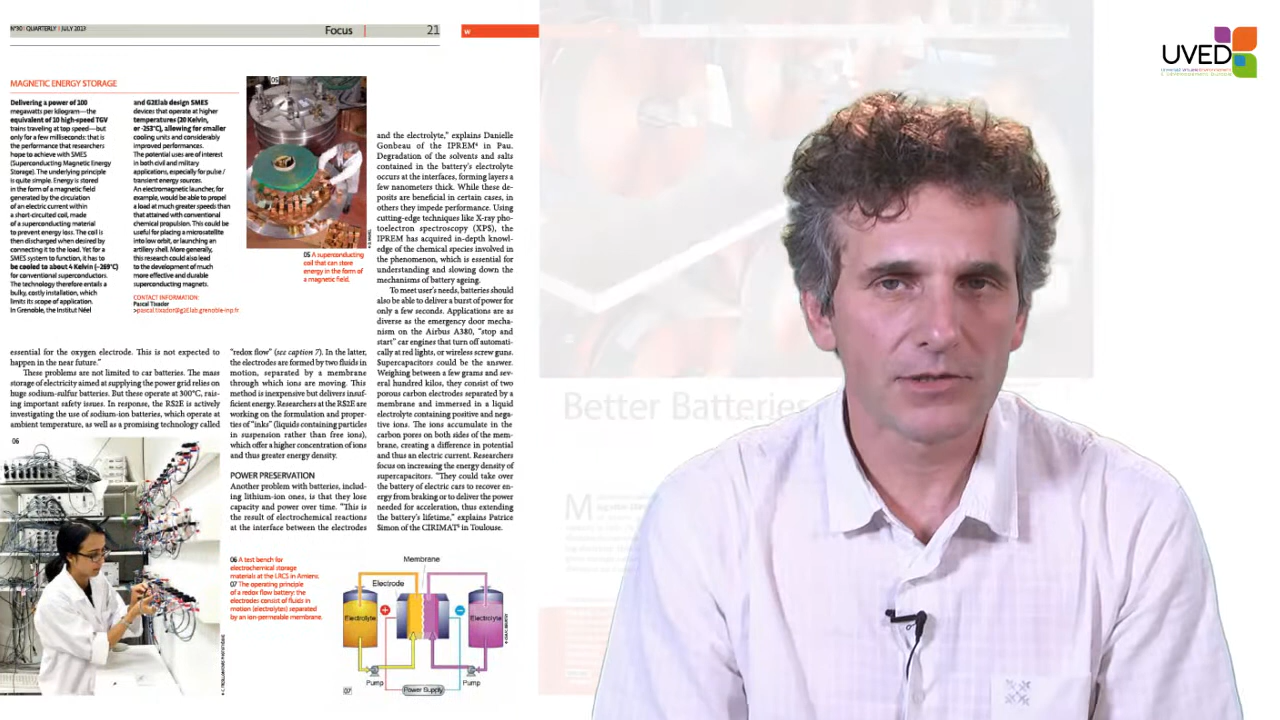 N°30 | QUARTERLY | JULY 2013
Focus
21
w
MAGNETIC ENERGY STORAGE
Delivering a power of 100
megawatts per kilogram—the
equivalent of 10 high-speed TGV
trains traveling at top speed—but
only for a few milliseconds: that is
the performance that researchers
hope to achieve with SMES
(Superconducting Magnetic Energy
Storage). The underlying principle
is quite simple. Energy is stored
in the form of a magnetic field
generated by the circulation
of an electric current within
a short-circuited coil, made
of a superconducting material
to prevent energy loss. The coil is
then discharged when desired by
connecting it to the load. Yet for a
SMES system to function, it has to
be cooled to about 4 Kelvin (−269°C)
for conventional superconductors.
The technology therefore entails a
bulky, costly installation, which
limits its scope of application.
In Grenoble, the Institut Néel
and G2Elab design SMES
devices that operate at higher
temperatures (20 Kelvin,
or -253°C), allowing for smaller
cooling units and considerably
improved performances.
The potential uses are of interest
in both civil and military
applications, especially for pulse /
transient energy sources.
An electromagnetic launcher, for
example, would be able to propel
a load at much greater speeds than
that attained with conventional
chemical propulsion. This could be
useful for placing a microsatellite
into low orbit, or launching an
artillery shell. More generally,
this research could also lead
to the development of much
more effective and durable
superconducting magnets.
CONTACT INFORMATION:
Pascal Tixador
>pascal.tixador@g2Elab.grenoble-inp.fr
05
05 A superconducting
coil that can store
energy in the form of
a magnetic field.
essential for the oxygen electrode. This is not expected to
happen in the near future."
These problems are not limited to car batteries. The mass
storage of electricity aimed at supplying the power grid relies on
huge sodium-sulfur batteries. But these operate at 300°C, rais-
ing important safety issues. In response, the RS2E is actively
investigating the use of sodium-ion batteries, which operate at
ambient temperature, as well as a promising technology called
"redox flow" (see caption 7). In the latter,
the electrodes are formed by two fluids in
motion, separated by a membrane
through which ions are moving. This
method is inexpensive but delivers insuf-
ficient energy. Researchers at the RS2E are
working on the formulation and proper-
ties of "inks" (liquids containing particles
in suspension rather than free ions),
which offer a higher concentration of ions
and thus greater energy density.
POWER PRESERVATION
Another problem with batteries, includ-
ing lithium-ion ones, is that they lose
capacity and power over time. "This is
the result of electrochemical reactions
at the interface between the electrodes
and the electrolyte," explains Danielle
Gonbeau of the IPREM⁴ in Pau.
Degradation of the solvents and salts
contained in the battery's electrolyte
occurs at the interfaces, forming layers a
few nanometers thick. While these de-
posits are beneficial in certain cases, in
others they impede performance. Using
cutting-edge techniques like X-ray pho-
toelectron spectroscopy (XPS), the
IPREM has acquired in-depth knowl-
edge of the chemical species involved in
the phenomenon, which is essential for
understanding and slowing down the
mechanisms of battery ageing.
To meet user's needs, batteries should
also be able to deliver a burst of power for
only a few seconds. Applications are as
diverse as the emergency door mecha-
nism on the Airbus A380, "stop and
start" car engines that turn off automati-
cally at red lights, or wireless screw guns.
Supercapacitors could be the answer.
Weighing between a few grams and sev-
eral hundred kilos, they consist of two
porous carbon electrodes separated by a
membrane and immersed in a liquid
electrolyte containing positive and nega-
tive ions. The ions accumulate in the
carbon pores on both sides of the mem-
brane, creating a difference in potential
and thus an electric current. Researchers
focus on increasing the energy density of
supercapacitors. "They could take over
the battery of electric cars to recover en-
ergy from braking or to deliver the power
needed for acceleration, thus extending
the battery's lifetime," explains Patrice
Simon of the CIRIMAT⁵ in Toulouse.
06
06 A test bench for
electrochemical storage
materials at the LRCS in Amiens.
07 The operating principle
of a redox flow battery: the
electrodes consist of fluids in
motion (electrolytes) separated
by an ion-permeable membrane.
Membrane
Electrode
Electrolyte
Electrolyte
Pump
Pump
Power Supply
07
Better Batteries
M
UVED